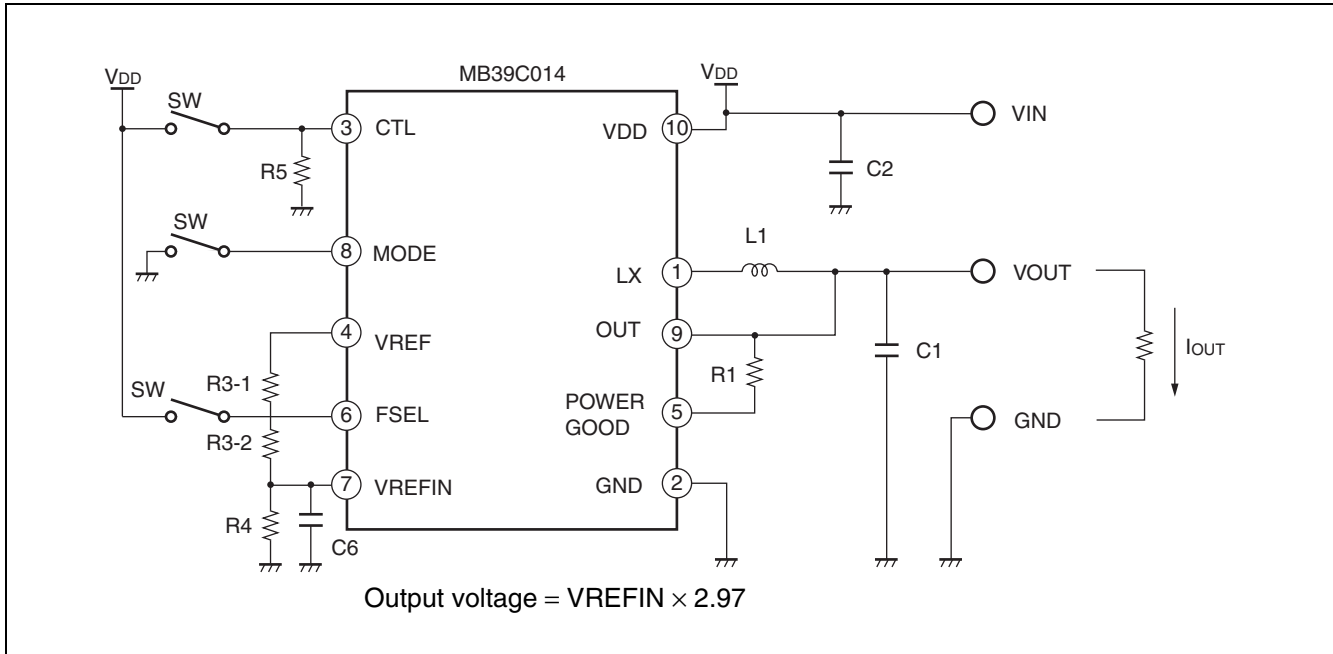 MB39C014
VDD
VDD
SW
3
CTL
VDD
10
VIN
R5
C2
SW
8
MODE
L1
LX
1
VOUT
4
VREF
OUT
9
C1
IOUT
R3-1
R1
SW
6
FSEL
POWER
GOOD
5
GND
R3-2
7
VREFIN
GND
2
R4
C6
Output voltage = VREFIN × 2.97